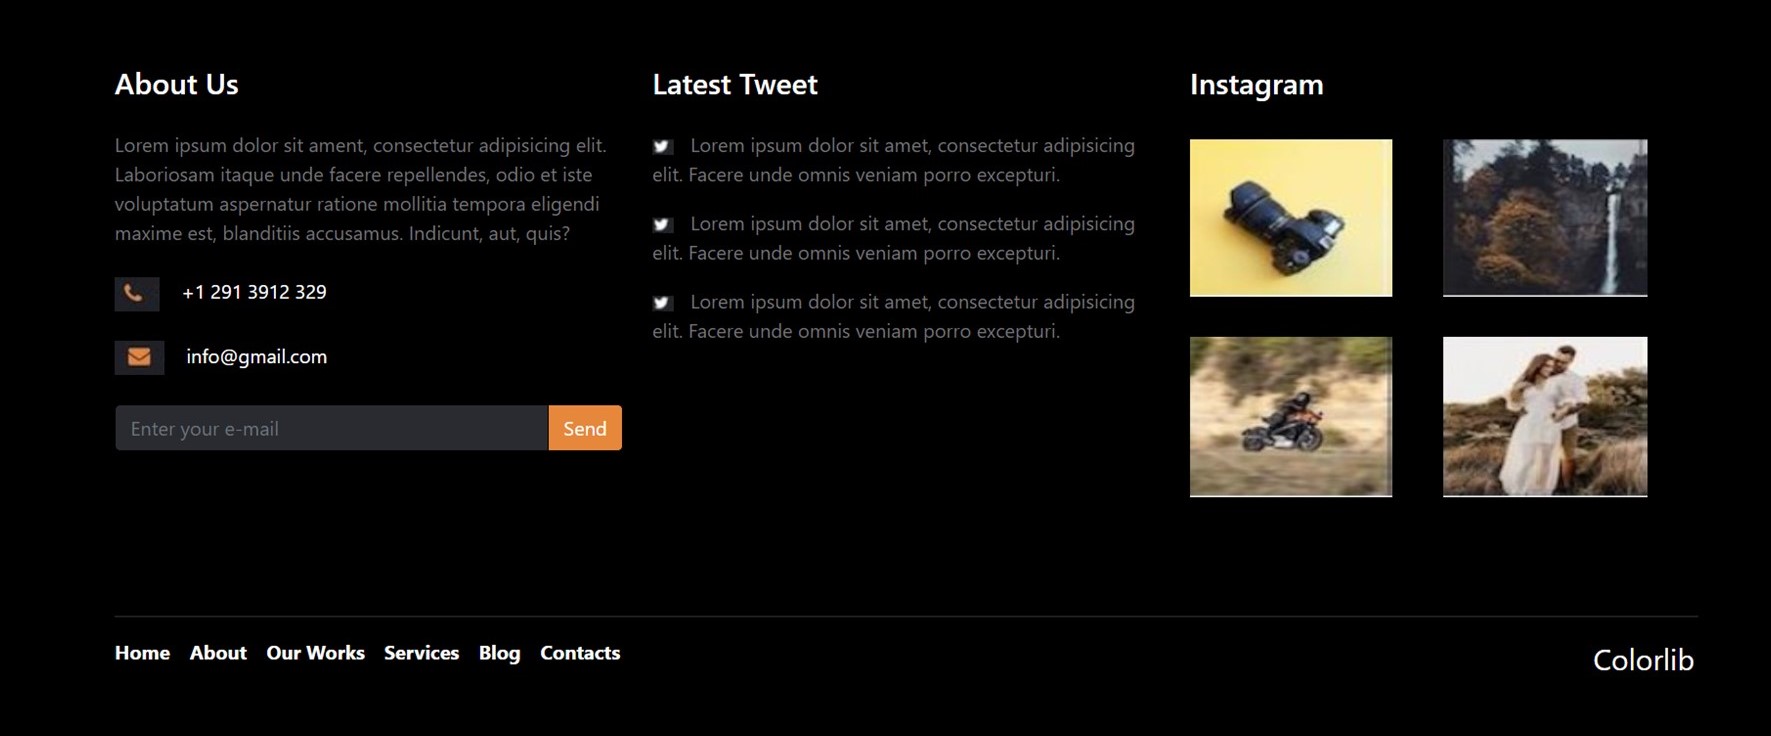 About Us
Lorem ipsum dolor sit ament, consectetur adipisicing elit.
Laboriosam itaque unde facere repellendes, odio et iste
voluptatum aspernatur ratione mollitia tempora eligendi
maxime est, blanditiis accusamus. Indicunt, aut, quis?
+1 291 3912 329
info@gmail.com
Enter your e-mail
Send
Latest Tweet
Lorem ipsum dolor sit amet, consectetur adipisicing
elit. Facere unde omnis veniam porro excepturi.
Lorem ipsum dolor sit amet, consectetur adipisicing
elit. Facere unde omnis veniam porro excepturi.
Lorem ipsum dolor sit amet, consectetur adipisicing
elit. Facere unde omnis veniam porro excepturi.
Instagram
Home About Our Works Services Blog Contacts
Colorlib